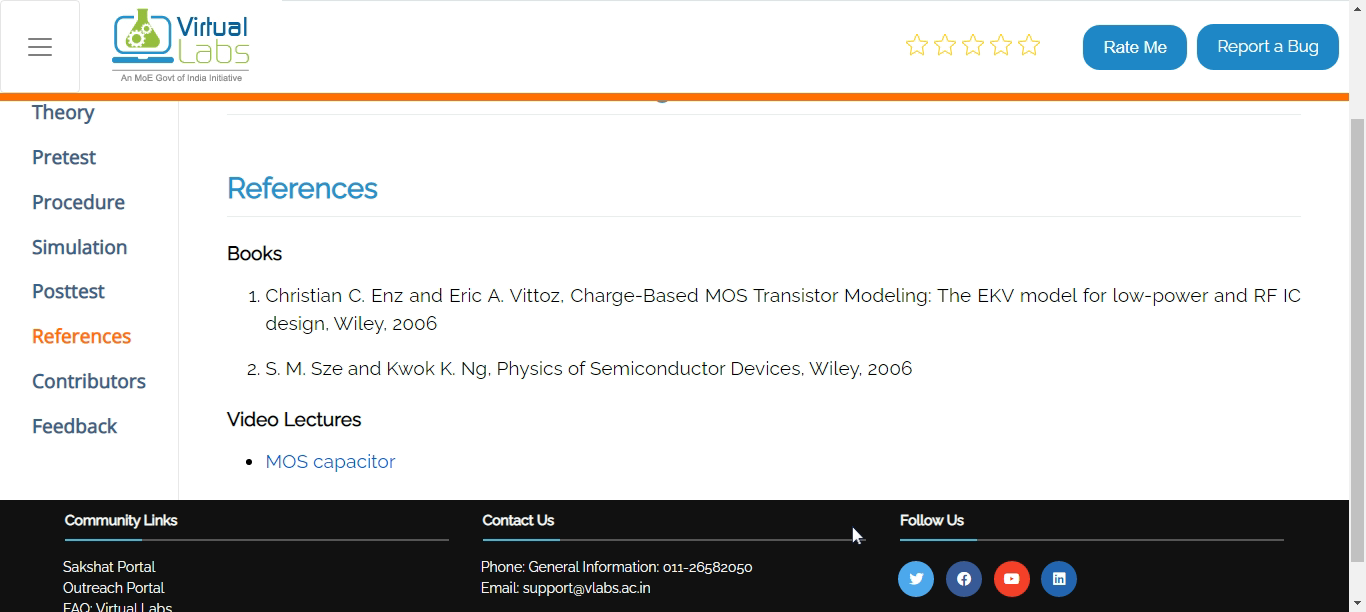 Virtual
Labs
An MoE Govt of India Initiative
Rate Me
Report a Bug
Theory
Pretest
Procedure
Simulation
Posttest
References
Contributors
Feedback
References
Books
1. Christian C. Enz and Eric A. Vittoz, Charge-Based MOS Transistor Modeling: The EKV model for low-power and RF IC
design, Wiley, 2006
2. S. M. Sze and Kwok K. Ng, Physics of Semiconductor Devices, Wiley, 2006
Video Lectures
MOS capacitor
Community Links
Sakshat Portal
Outreach Portal
FAQ: Virtual Labs
Contact Us
Phone: General Information: 011-26582050
Email: support@vlabs.ac.in
Follow Us